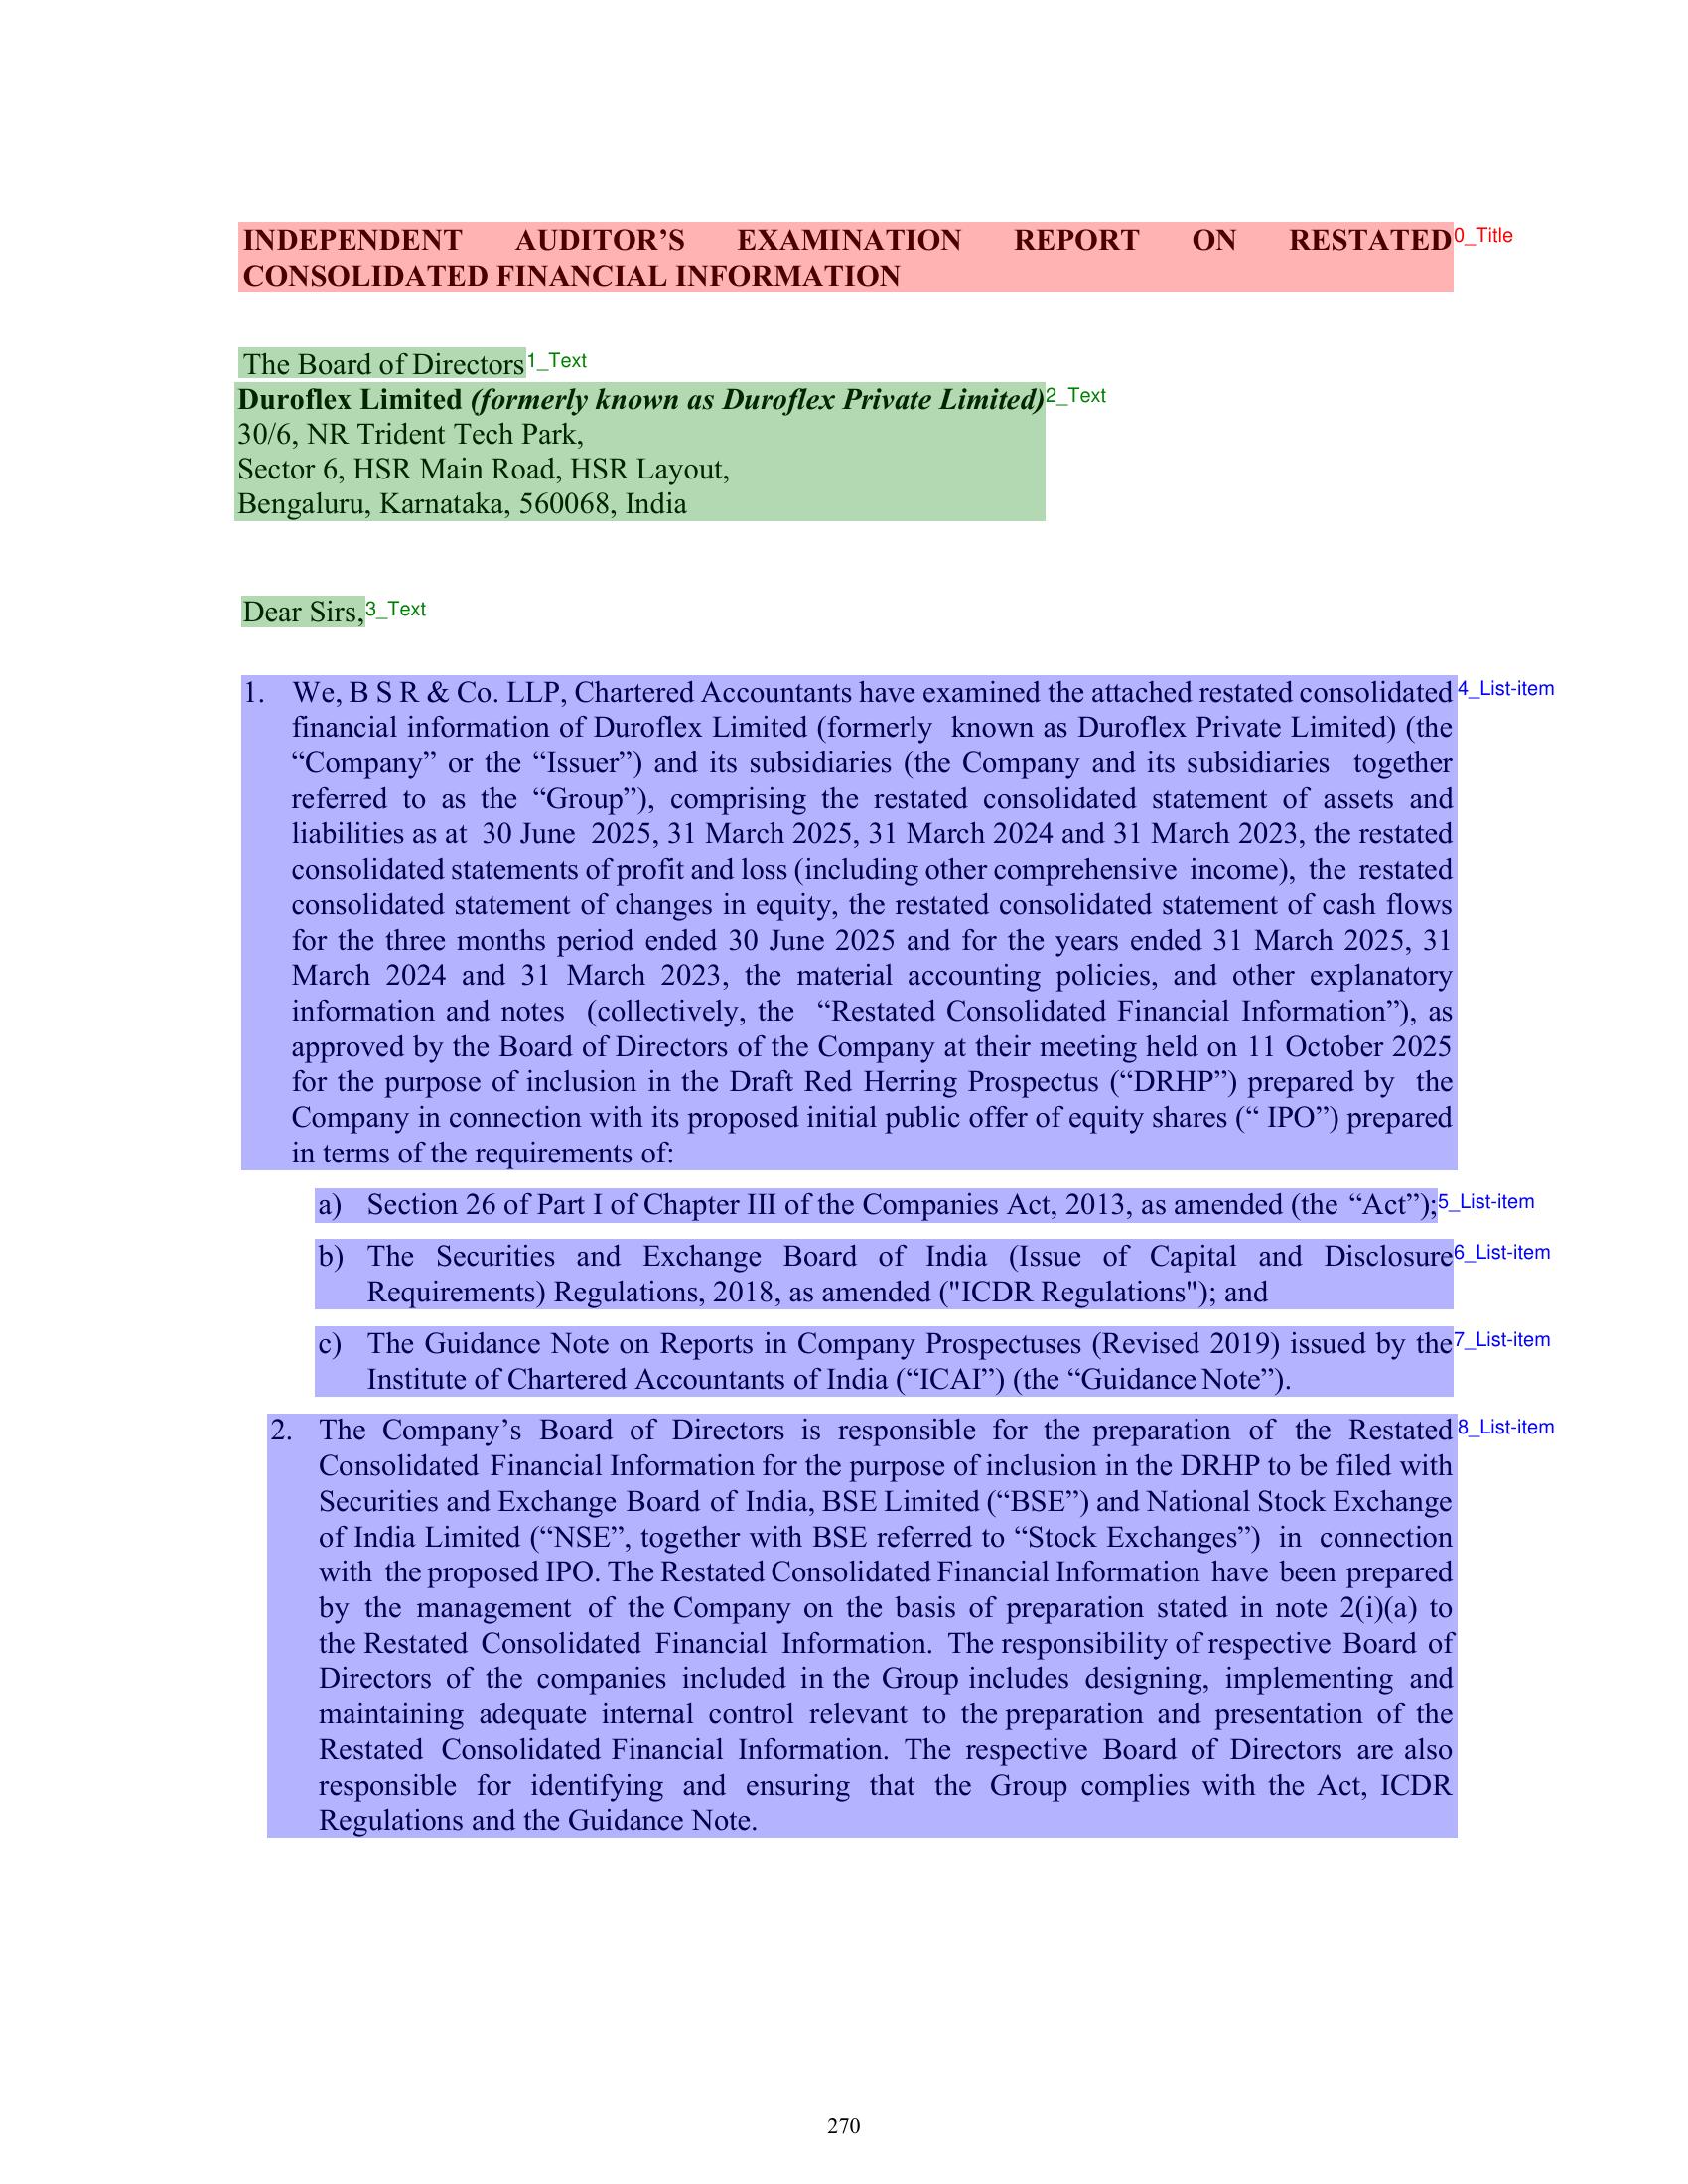 INDEPENDENT AUDITOR’S EXAMINATION REPORT ON RESTATED 0_Title
CONSOLIDATED FINANCIAL INFORMATION
The Board of Directors 1_Text
Duroflex Limited (formerly known as Duroflex Private Limited) 2_Text
30/6, NR Trident Tech Park,
Sector 6, HSR Main Road, HSR Layout,
Bengaluru, Karnataka, 560068, India
Dear Sirs, 3_Text
1. We, B S R & Co. LLP, Chartered Accountants have examined the attached restated consolidated 4_List-item
financial information of Duroflex Limited (formerly known as Duroflex Private Limited) (the
“Company” or the “Issuer”) and its subsidiaries (the Company and its subsidiaries together
referred to as the “Group”), comprising the restated consolidated statement of assets and
liabilities as at 30 June 2025, 31 March 2025, 31 March 2024 and 31 March 2023, the restated
consolidated statements of profit and loss (including other comprehensive income), the restated
consolidated statement of changes in equity, the restated consolidated statement of cash flows
for the three months period ended 30 June 2025 and for the years ended 31 March 2025, 31
March 2024 and 31 March 2023, the material accounting policies, and other explanatory
information and notes (collectively, the “Restated Consolidated Financial Information”), as
approved by the Board of Directors of the Company at their meeting held on 11 October 2025
for the purpose of inclusion in the Draft Red Herring Prospectus (“DRHP”) prepared by the
Company in connection with its proposed initial public offer of equity shares (“ IPO”) prepared
in terms of the requirements of:
a) Section 26 of Part I of Chapter III of the Companies Act, 2013, as amended (the “Act”); 5_List-item
b) The Securities and Exchange Board of India (Issue of Capital and Disclosure 6_List-item
Requirements) Regulations, 2018, as amended ("ICDR Regulations"); and
c) The Guidance Note on Reports in Company Prospectuses (Revised 2019) issued by the 7_List-item
Institute of Chartered Accountants of India (“ICAI”) (the “Guidance Note”).
2. The Company’s Board of Directors is responsible for the preparation of the Restated 8_List-item
Consolidated Financial Information for the purpose of inclusion in the DRHP to be filed with
Securities and Exchange Board of India, BSE Limited (“BSE”) and National Stock Exchange
of India Limited (“NSE”, together with BSE referred to “Stock Exchanges”) in connection
with the proposed IPO. The Restated Consolidated Financial Information have been prepared
by the management of the Company on the basis of preparation stated in note 2(i)(a) to
the Restated Consolidated Financial Information. The responsibility of respective Board of
Directors of the companies included in the Group includes designing, implementing and
maintaining adequate internal control relevant to the preparation and presentation of the
Restated Consolidated Financial Information. The respective Board of Directors are also
responsible for identifying and ensuring that the Group complies with the Act, ICDR
Regulations and the Guidance Note.
270